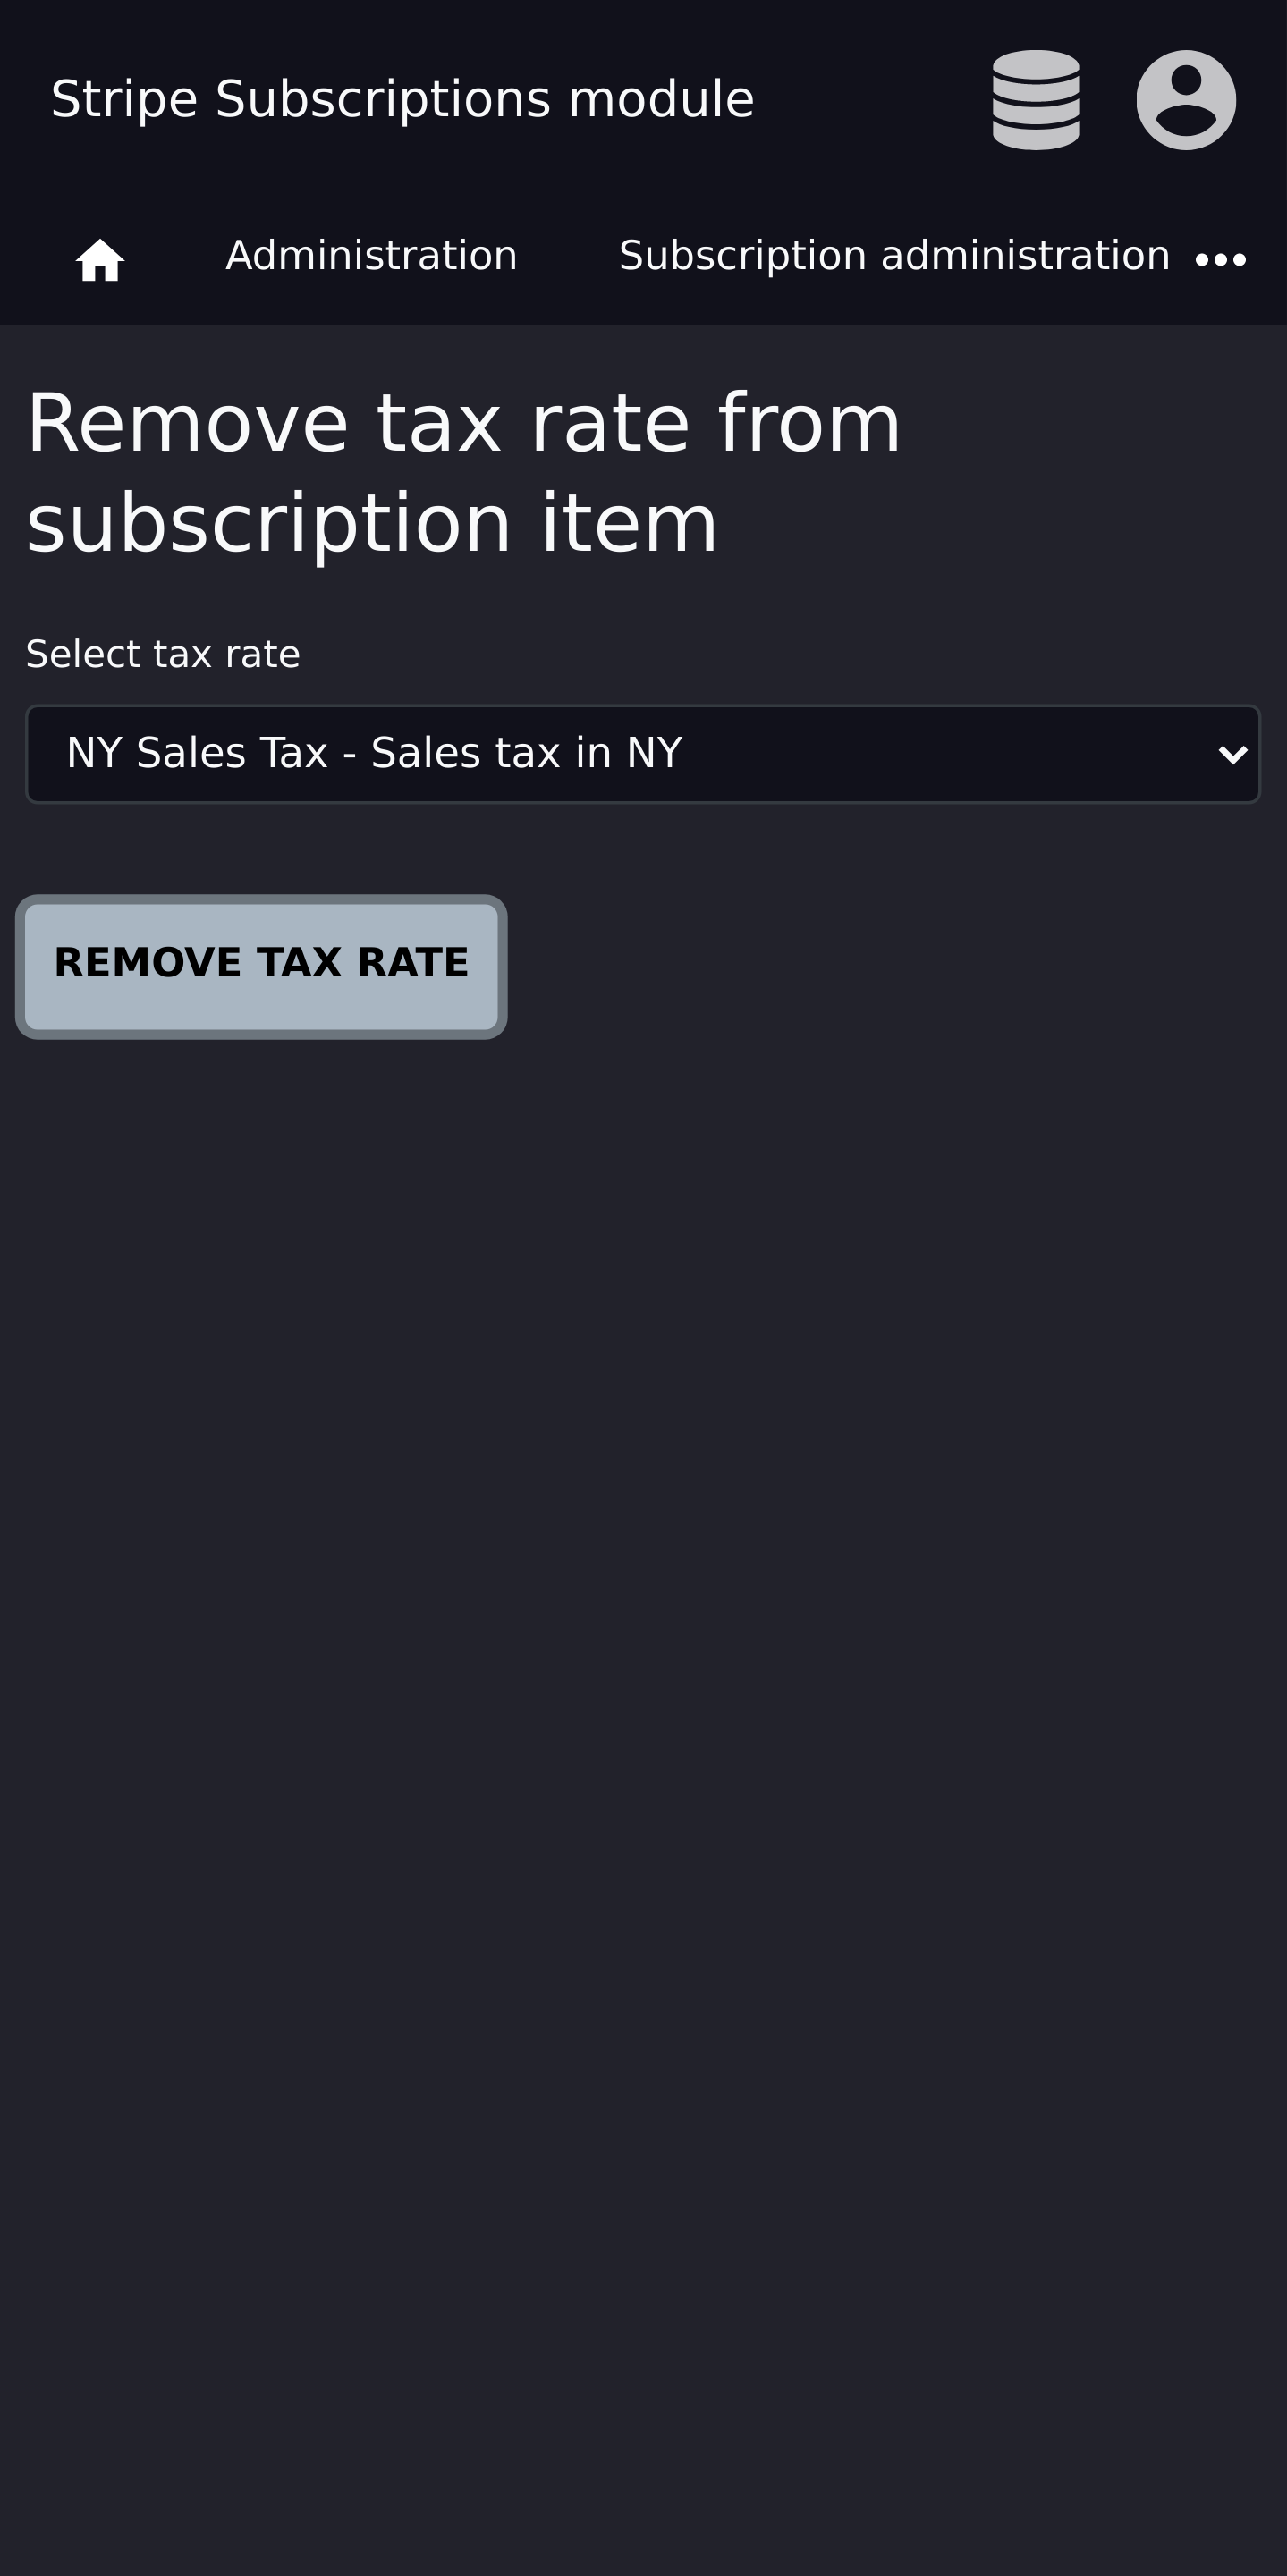 Stripe Subscriptions module
Administration
Subscription administration
Remove tax rate from
subscription item
Select tax rate
NY Sales Tax - Sales tax in NY
REMOVE TAX RATE